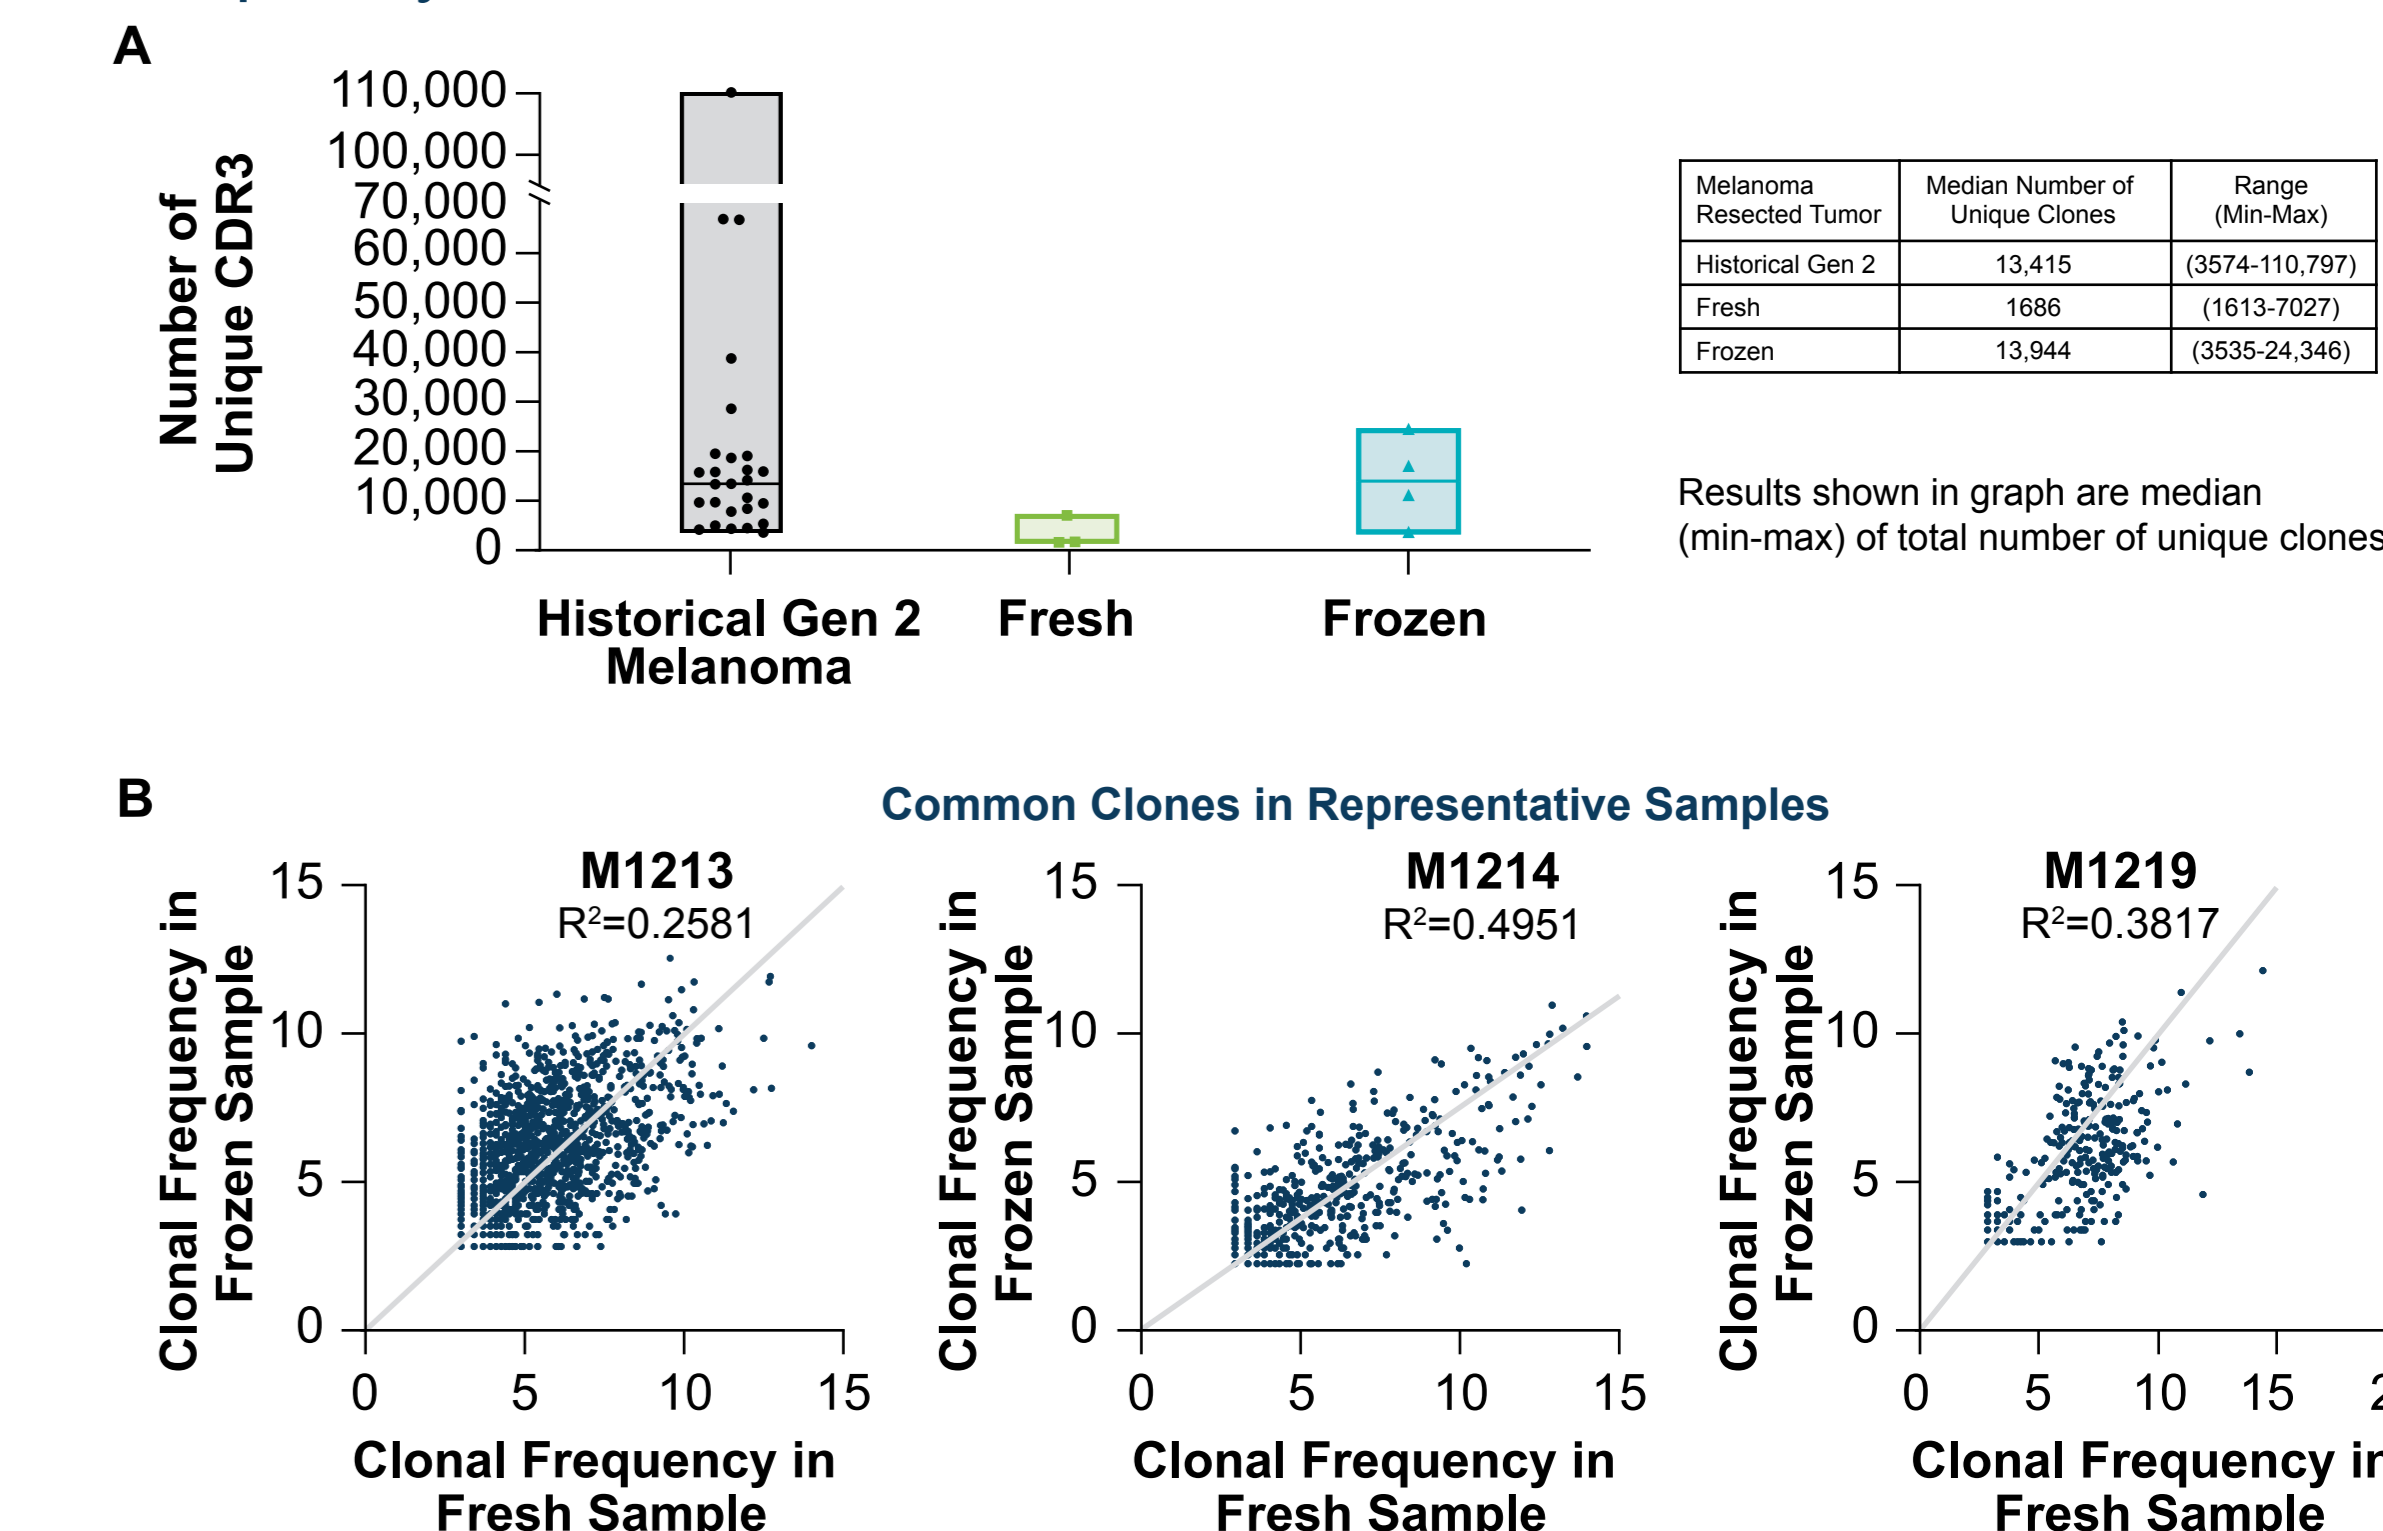 A
110,000
100,000
70,000
60,000
50,000
40,000
30,000
20,000
10,000
0
Number of
Unique CDR3
Historical Gen 2
Melanoma
Fresh
Frozen
Melanoma Resected Tumor | Median Number of Unique Clones | Range (Min-Max)
Historical Gen 2 | 13,415 | (3574-110,797)
Fresh | 1686 | (1613-7027)
Frozen | 13,944 | (3535-24,346)
Results shown in graph are median
(min-max) of total number of unique clones
B
Common Clones in Representative Samples
M1213
R²=0.2581
Clonal Frequency in
Frozen Sample
15
10
5
0
0 5 10 15
Clonal Frequency in
Fresh Sample
M1214
R²=0.4951
Clonal Frequency in
Frozen Sample
15
10
5
0
0 5 10 15
Clonal Frequency in
Fresh Sample
M1219
R²=0.3817
Clonal Frequency in
Frozen Sample
15
10
5
0
0 5 10 15
Clonal Frequency in
Fresh Sample